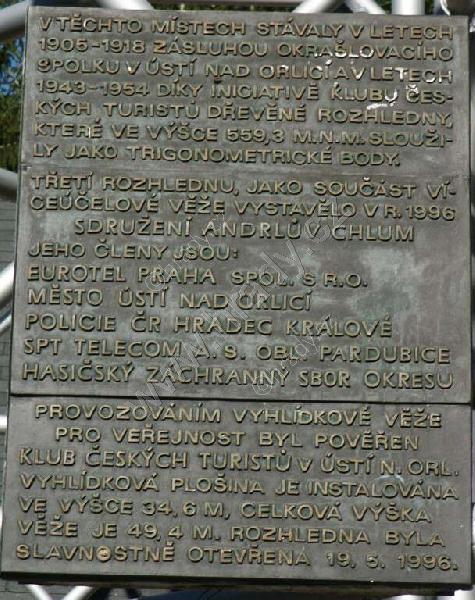 V TĚCHTO MÍSTECH STÁVALY V LETECH
1905-1918 ZÁSLUHOU OKRAŠLOVACÍHO
SPOLKU V ÚSTÍ NAD ORLICÍ A V LETECH
1943-1954 DÍKY INICIATIVĚ KLUBU ČES-
KÝCH TURISTŮ DŘEVĚNÉ ROZHLEDNY,
KTERÉ VE VÝŠCE 559,3 M.N.M. SLOUŽI-
LY JAKO TRIGONOMETRICKÉ BODY.
TŘETÍ ROZHLEDNU, JAKO SOUČÁST VÍ-
CEÚČELOVÉ VĚŽE VYSTAVĚLO V R. 1996
SDRUŽENÍ ANDRLŮV CHLUM
JEHO ČLENY JSOU:
EUROTEL PRAHA SPOL. S R.O.
MĚSTO ÚSTÍ NAD ORLICÍ
POLICIE ČR HRADEC KRÁLOVÉ
SPT TELECOM A. S. OBL. PARDUBICE
HASIČSKÝ ZÁCHRANNÝ SBOR OKRESU
PROVOZOVÁNÍM VYHLÍDKOVÉ VĚŽE
PRO VEŘEJNOST BYL POVĚŘEN
KLUB ČESKÝCH TURISTŮ V ÚSTÍ N. ORL.
VYHLÍDKOVÁ PLOŠINA JE INSTALOVÁNA
VE VÝŠCE 34,6 M, CELKOVÁ VÝŠKA
VĚŽE JE 49,4 M. ROZHLEDNA BYLA
SLAVNOSTNĚ OTEVŘENA 19. 5. 1996.